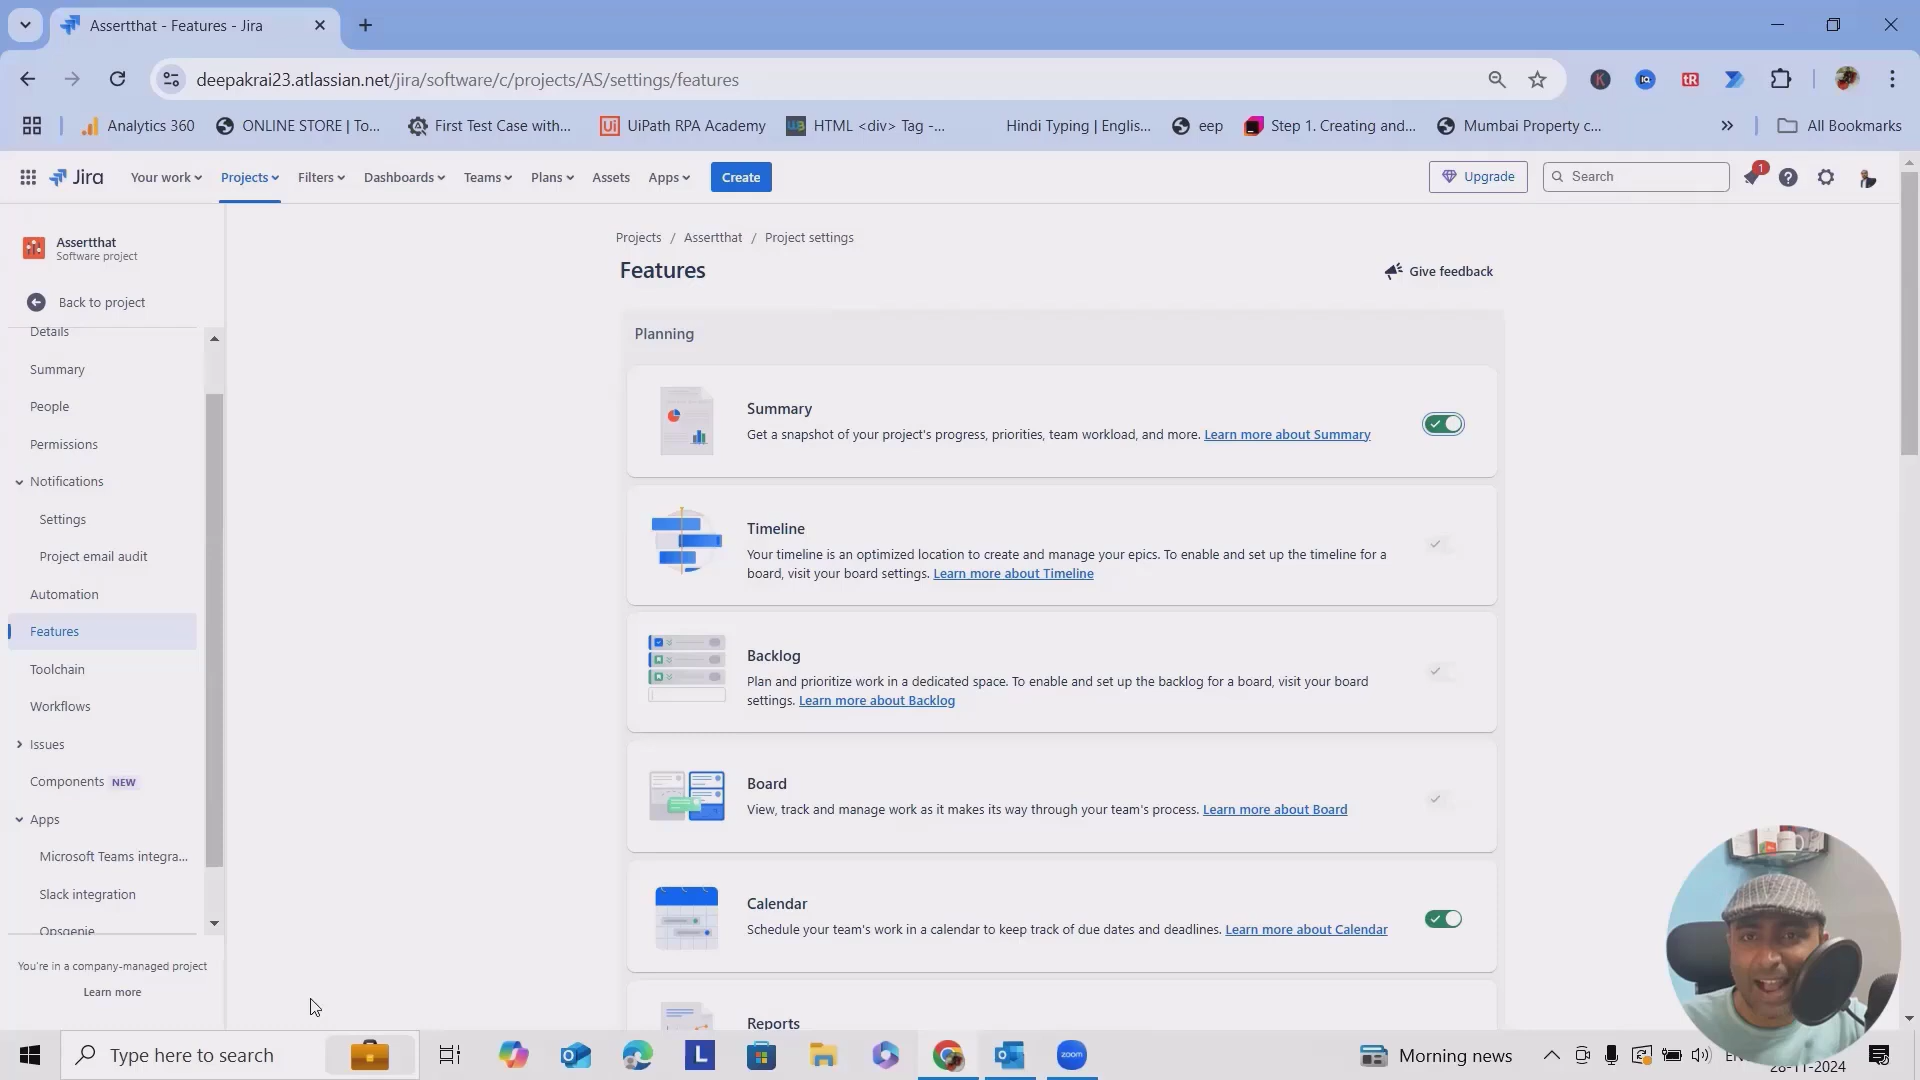 Assertthat - Features - Jira
deepakrai23.atlassian.net/jira/software/c/projects/AS/settings/features
Analytics 360
ONLINE STORE | To...
First Test Case with...
Ui
UiPath RPA Academy
HTML <div> Tag -...
Hindi Typing | Englis...
eep
Step 1. Creating and...
Mumbai Property c...
All Bookmarks
Jira
Your work
Projects
Filters
Dashboards
Teams
Plans
Assets
Apps
Create
Upgrade
Search
1
Assertthat
Software project
Back to project
Details
Summary
People
Permissions
Notifications
Settings
Project email audit
Automation
Features
Toolchain
Workflows
Issues
Components NEW
Apps
Microsoft Teams integra...
Slack integration
Opsgenie
You're in a company-managed project
Learn more
Projects / Assertthat / Project settings
Features
Give feedback
Planning
Summary
Get a snapshot of your project's progress, priorities, team workload, and more. Learn more about Summary
Timeline
Your timeline is an optimized location to create and manage your epics. To enable and set up the timeline for a
board, visit your board settings. Learn more about Timeline
Backlog
Plan and prioritize work in a dedicated space. To enable and set up the backlog for a board, visit your board
settings. Learn more about Backlog
Board
View, track and manage work as it makes its way through your team's process. Learn more about Board
Calendar
Schedule your team's work in a calendar to keep track of due dates and deadlines. Learn more about Calendar
Reports
Type here to search
L
zoom
Morning news
28-11-2024